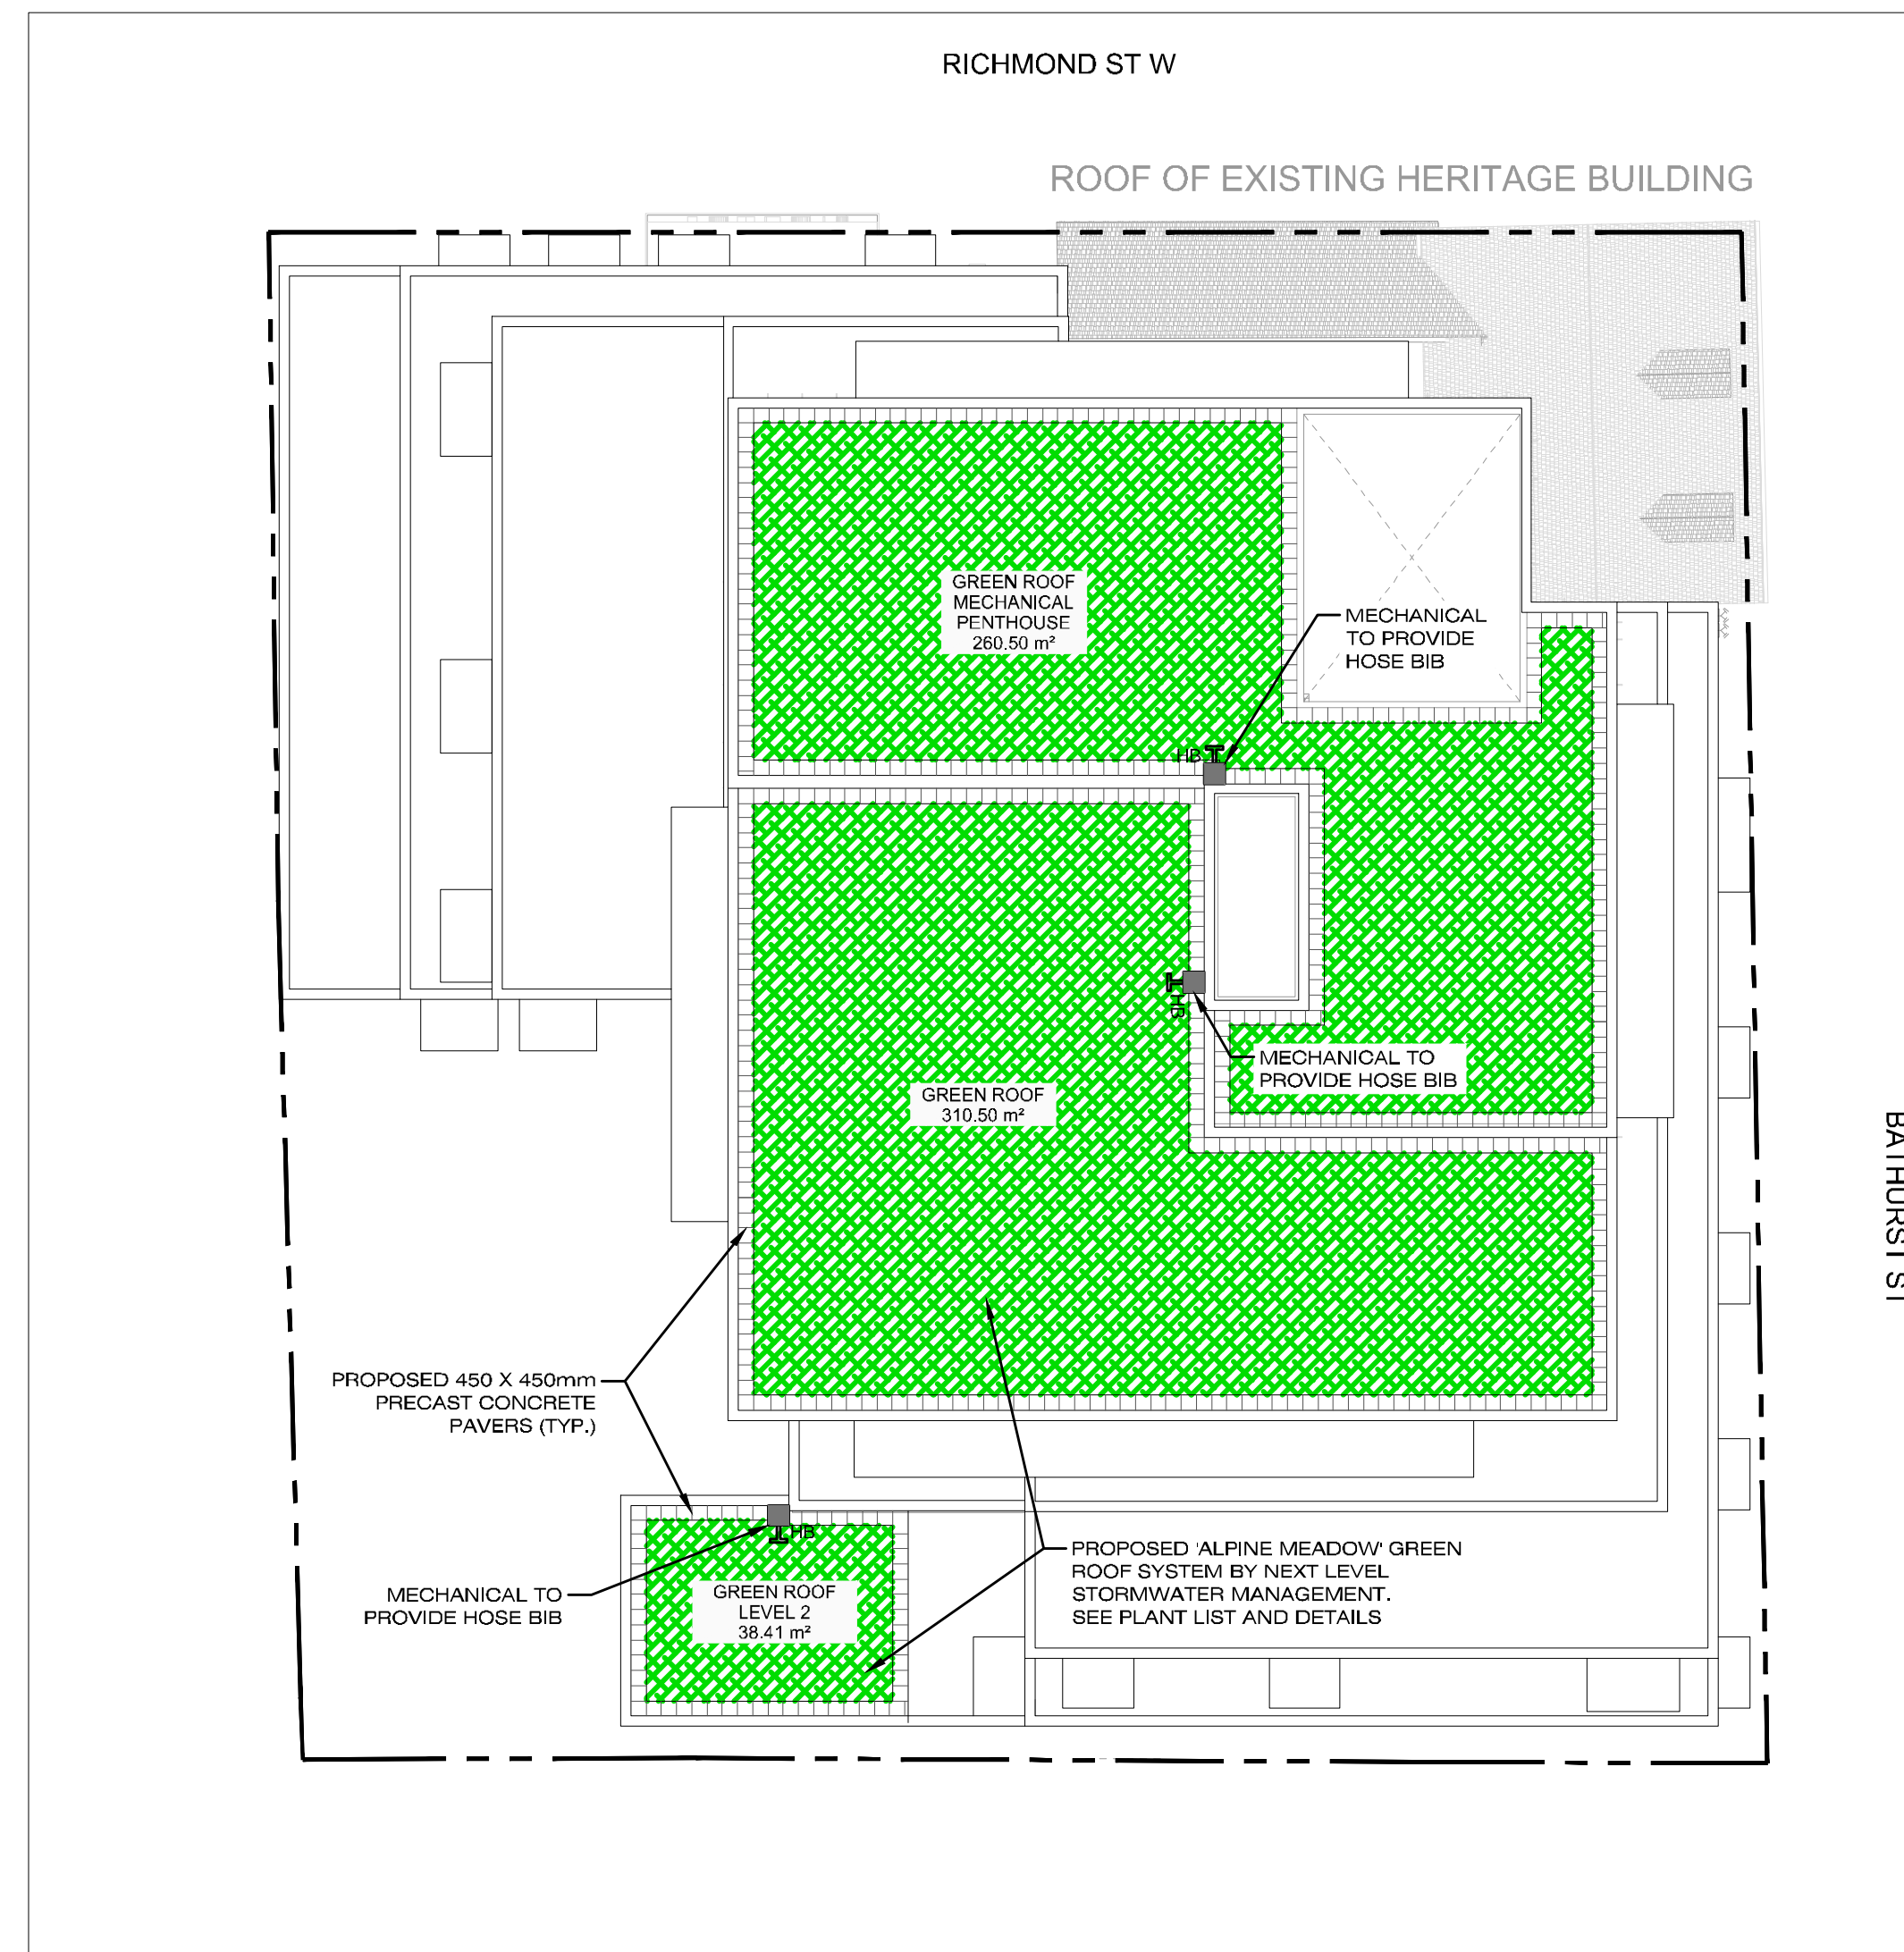 RICHMOND ST W
ROOF OF EXISTING HERITAGE BUILDING
GREEN ROOF
MECHANICAL
PENTHOUSE
260.50 m²
MECHANICAL
TO PROVIDE
HOSE BIB
HB
HB
MECHANICAL TO
PROVIDE HOSE BIB
GREEN ROOF
310.50 m²
BATHURST ST
PROPOSED 450 X 450mm
PRECAST CONCRETE
PAVERS (TYP.)
HB
MECHANICAL TO
PROVIDE HOSE BIB
GREEN ROOF
LEVEL 2
38.41 m²
PROPOSED 'ALPINE MEADOW' GREEN
ROOF SYSTEM BY NEXT LEVEL
STORMWATER MANAGEMENT.
SEE PLANT LIST AND DETAILS